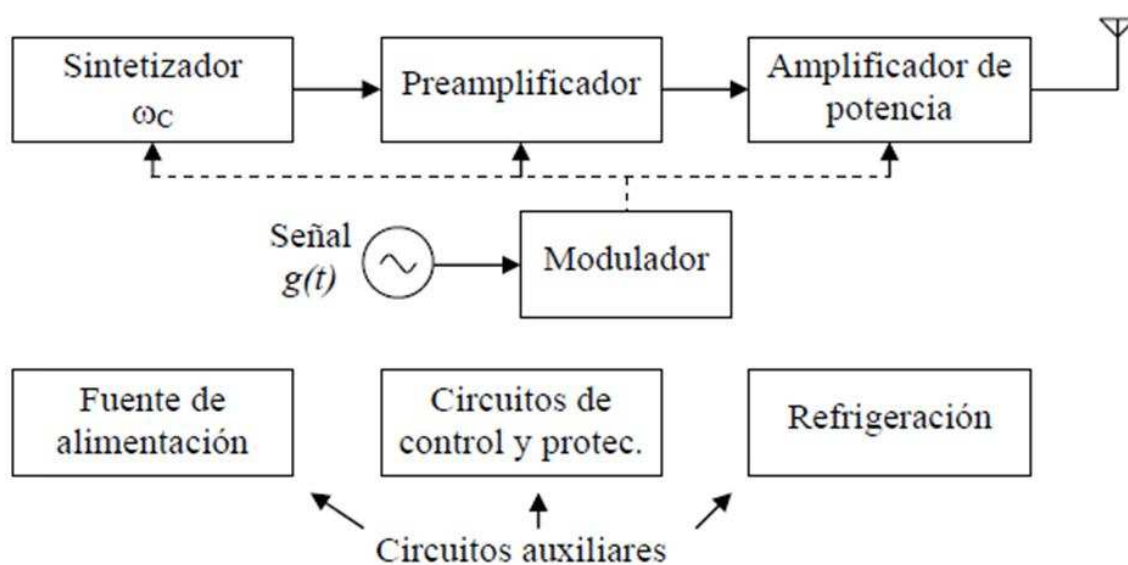 Sintetizador
ωC
Preamplificador
Amplificador de
potencia
Señal
g(t)
Modulador
Fuente de
alimentación
Circuitos de
control y protec.
Refrigeración
Circuitos auxiliares